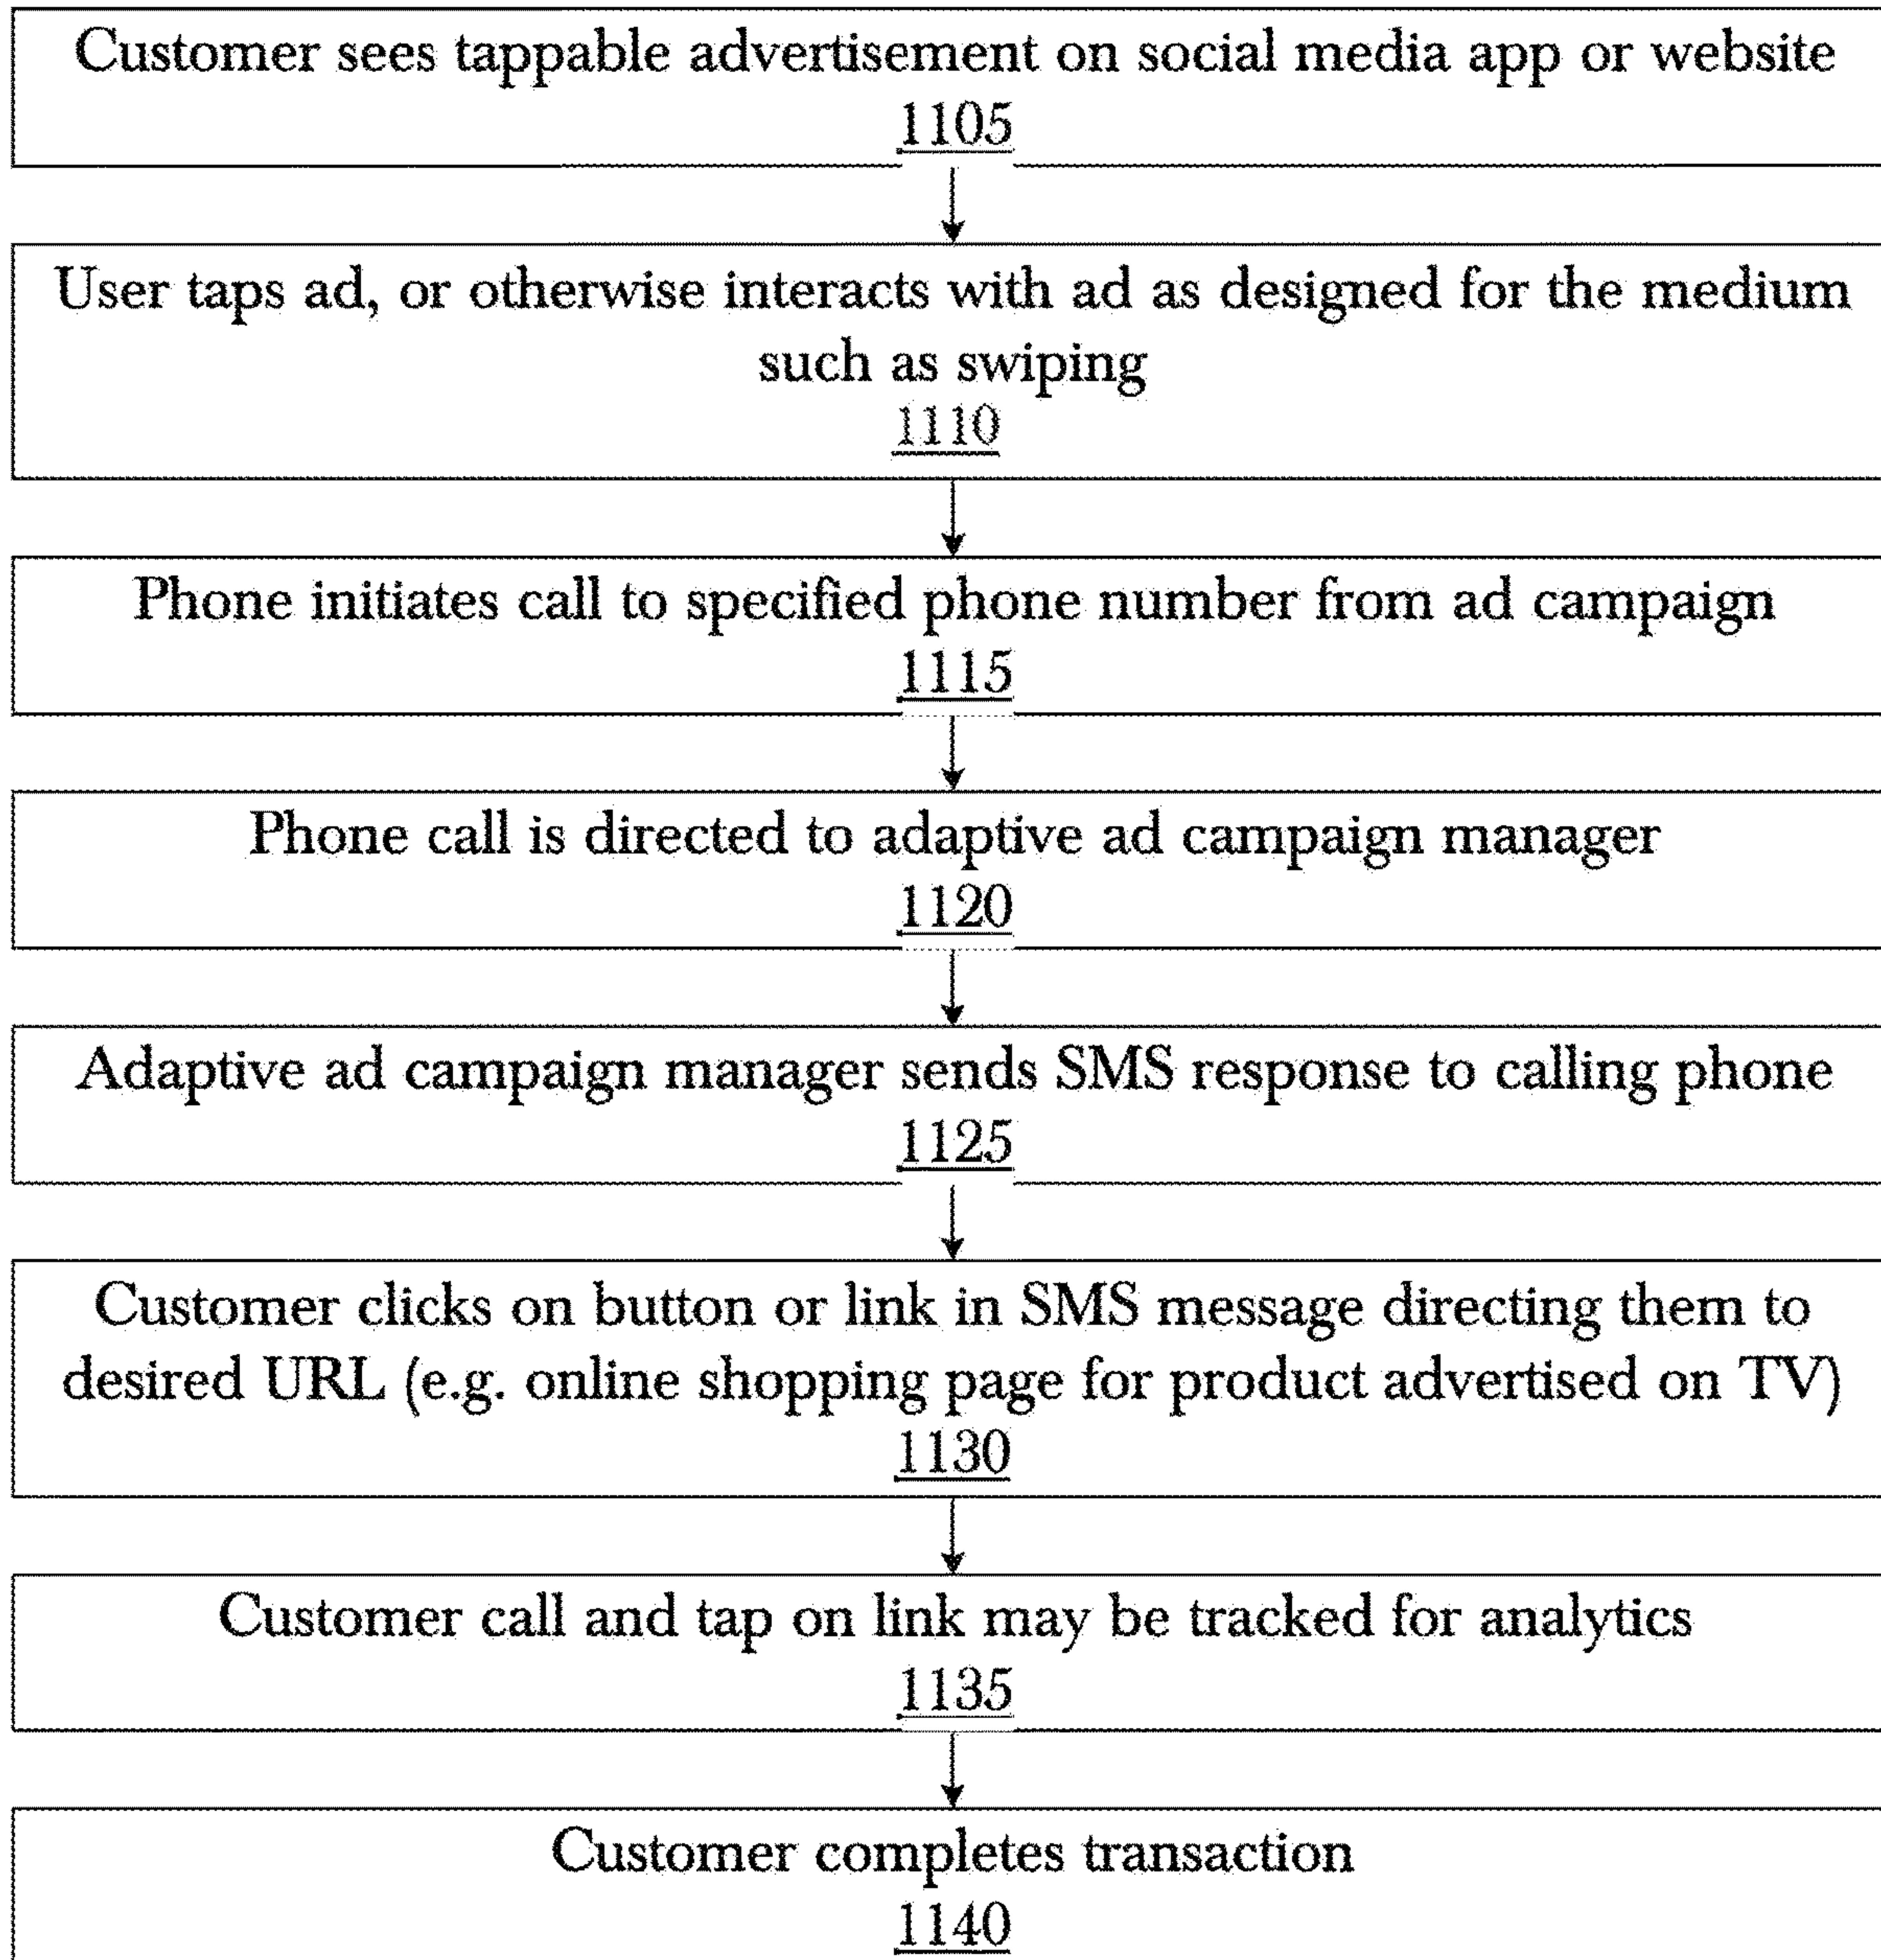 Customer sees tappable advertisement on social media app or website
1105
User taps ad, or otherwise interacts with ad as designed for the medium
such as swiping
1110
Phone initiates call to specified phone number from ad campaign
1115
Phone call is directed to adaptive ad campaign manager
1120
Adaptive ad campaign manager sends SMS response to calling phone
1125
Customer clicks on button or link in SMS message directing them to
desired URL (e.g. online shopping page for product advertised on TV)
1130
Customer call and tap on link may be tracked for analytics
1135
Customer completes transaction
1140